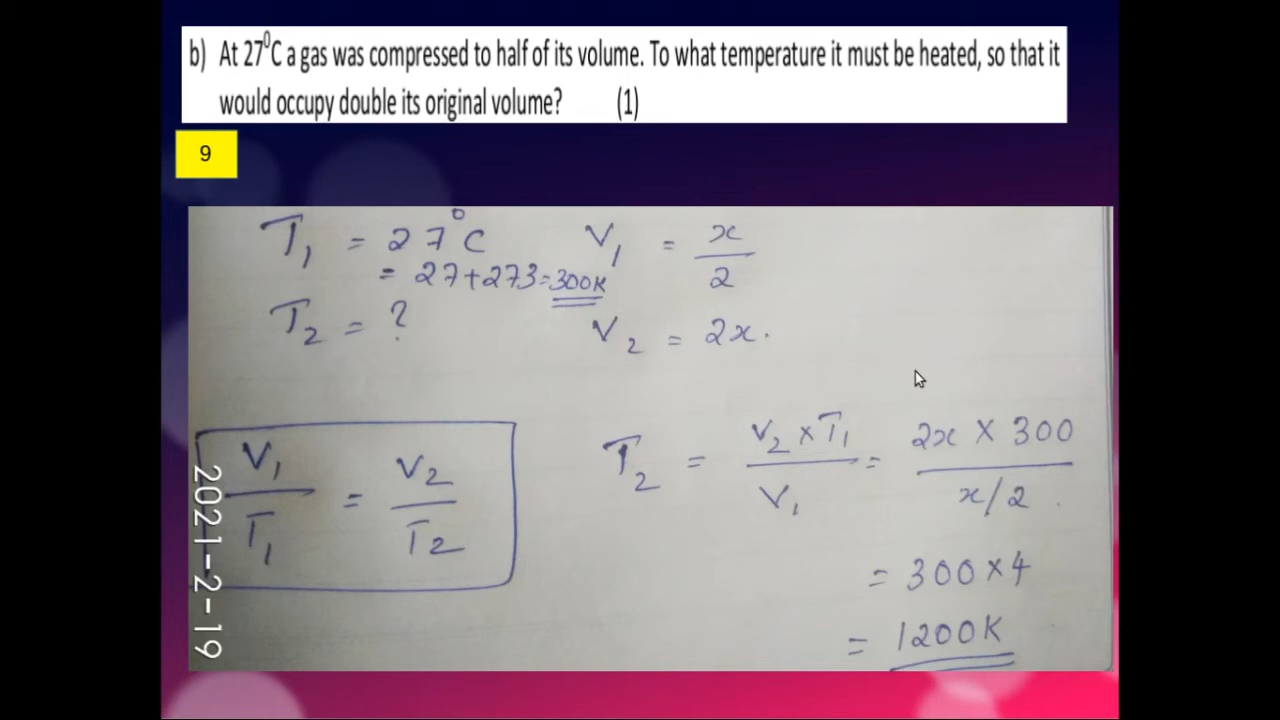 b) At 27⁰C a gas was compressed to half of its volume. To what temperature it must be heated, so that it
would occupy double its original volume? (1)
9
T₁ = 27°C V₁ = x/2
= 27+273=300K
T₂ = ? V₂ = 2x.
V₁/T₁ = V₂/T₂
T₂ = V₂ × T₁/V₁ = 2x × 300/x/2
= 300×4
= 1200K
2021-2-19